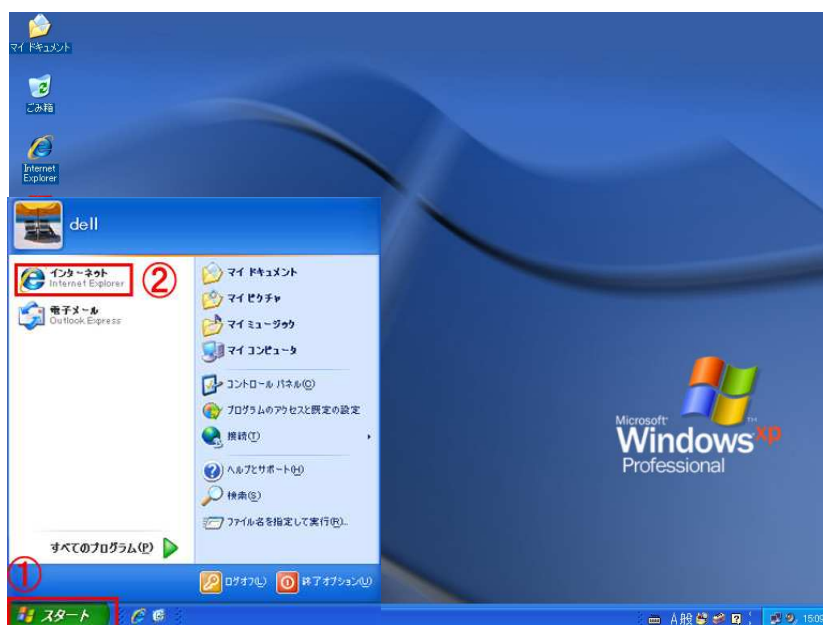 マイ ドキュメント
ごみ箱
Internet
Explorer
dell
インターネット
Internet Explorer
②
電子メール
Outlook Express
マイ ドキュメント
マイ ピクチャ
マイ ミュージック
マイ コンピュータ
コントロール パネル(C)
プログラムのアクセスと既定の設定
接続(T)
ヘルプとサポート(H)
検索(S)
ファイル名を指定して実行(R)...
すべてのプログラム(P)
①
ログオフ(L)
終了オプション(U)
スタート
Microsoft
Windows xp
Professional
A 般
15:09